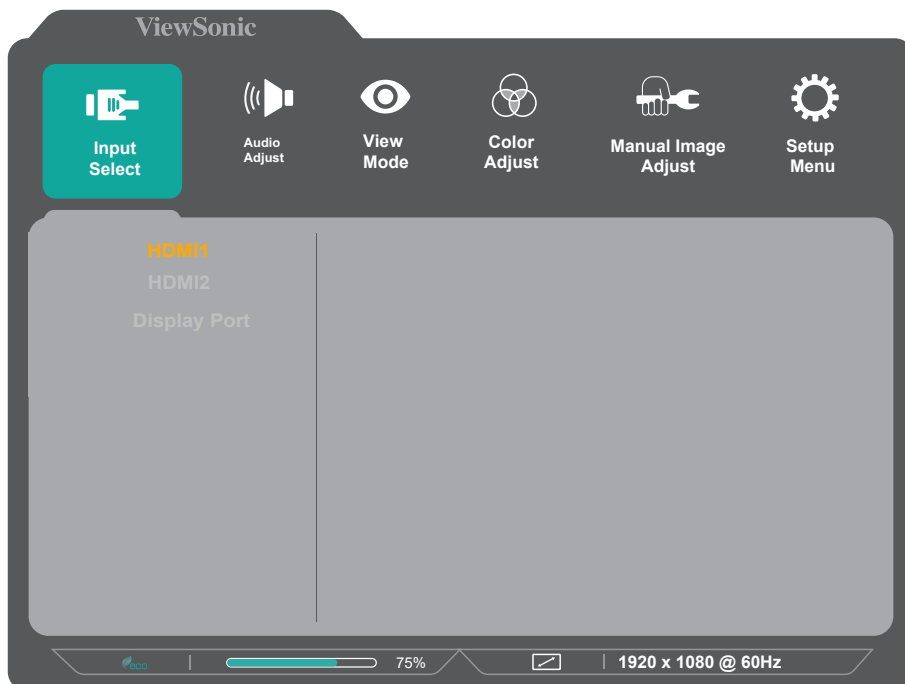 ViewSonic
Input
Select
Audio
Adjust
View
Mode
Color
Adjust
Manual Image
Adjust
Setup
Menu
HDMI1
HDMI2
Display Port
eco
75%
1920 x 1080 @ 60Hz